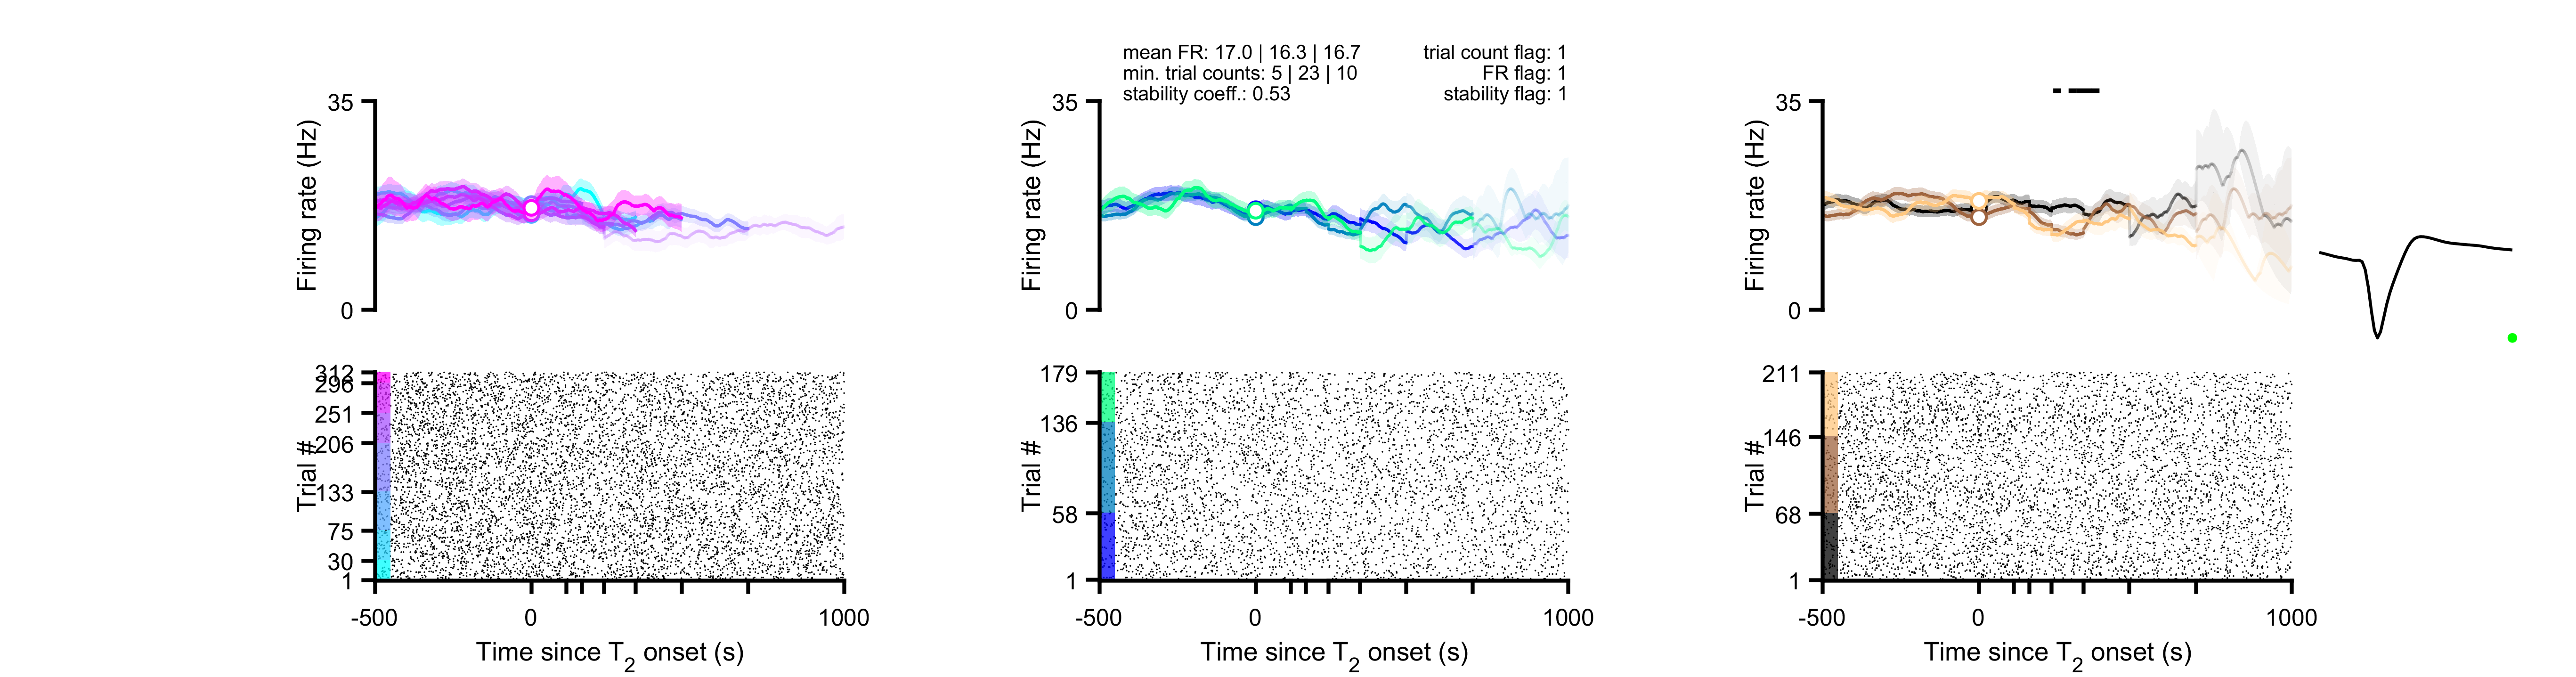 mean FR: 17.0 | 16.3 | 16.7
min. trial counts: 5 | 23 | 10
stability coeff.: 0.53
trial count flag: 1
FR flag: 1
stability flag: 1
35
Firing rate (Hz)
0
35
Firing rate (Hz)
0
35
Firing rate (Hz)
0
312
296
251
206
133
75
30
1
Trial #
-500
0
1000
Time since T2 onset (s)
179
136
58
1
Trial #
-500
0
1000
Time since T2 onset (s)
211
146
68
1
Trial #
-500
0
1000
Time since T2 onset (s)